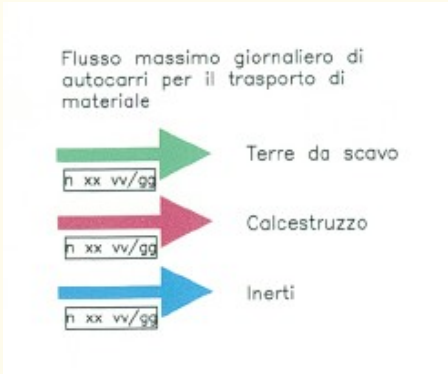 Flusso massimo giornaliero di
autocarri per il trasporto di
materiale
Terre da scavo
n xx vv/gg
Calcestruzzo
n xx vv/gg
Inerti
n xx vv/gg